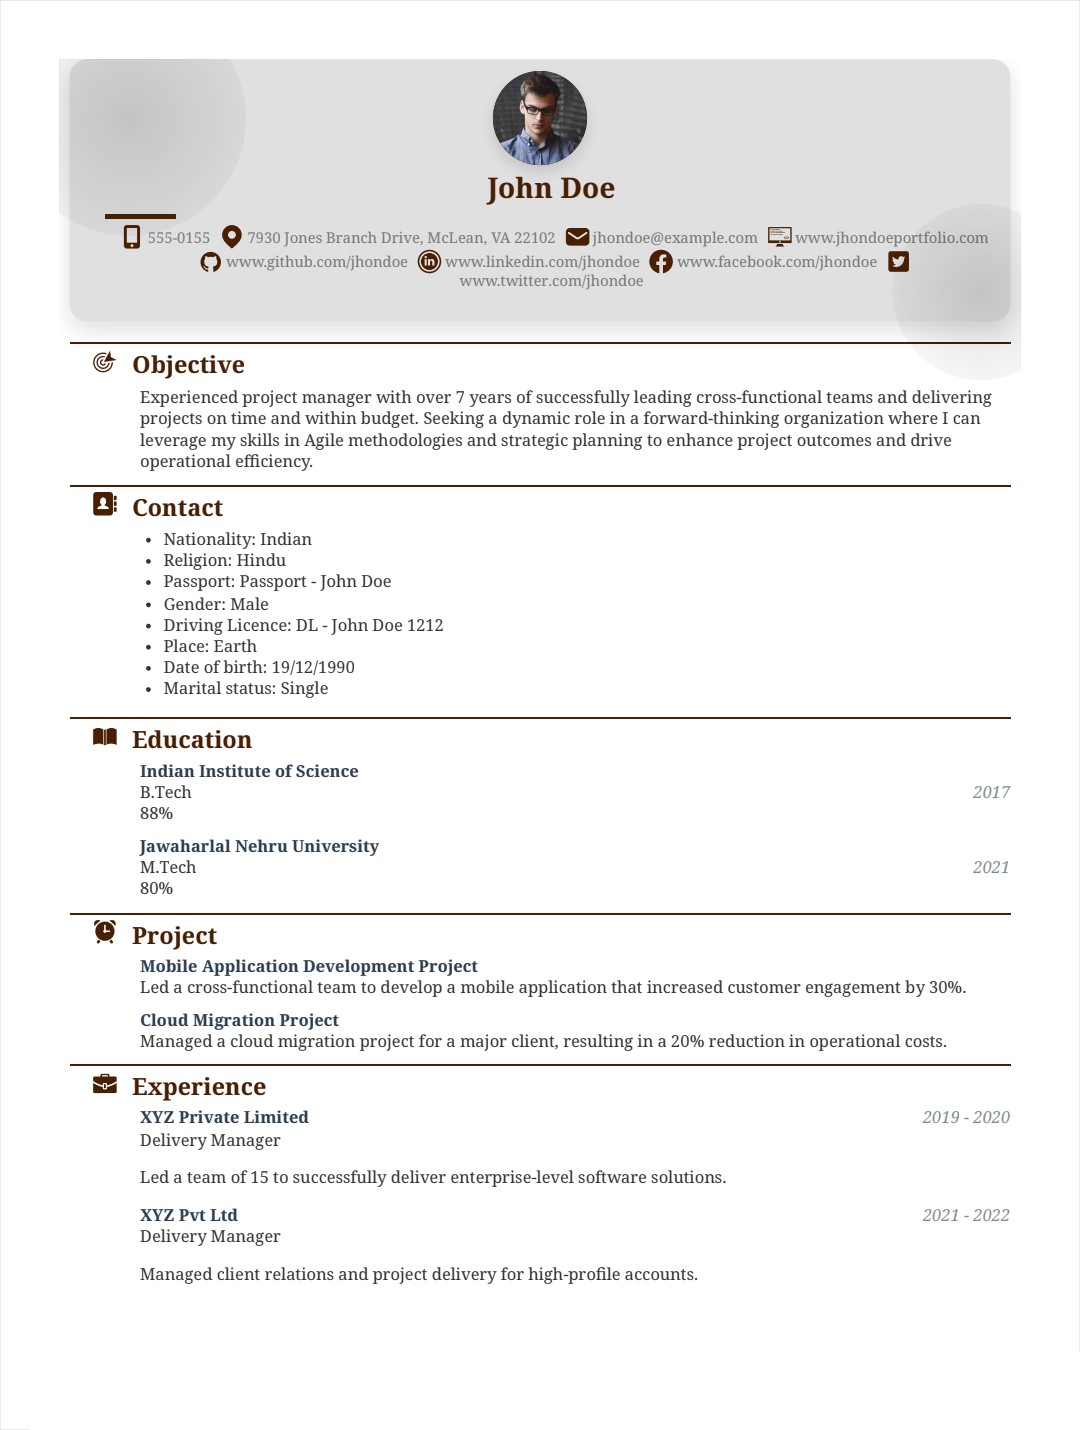 John Doe
555-0155 7930 Jones Branch Drive, McLean, VA 22102 jhondoe@example.com www.jhondoeportfolio.com
www.github.com/jhondoe www.linkedin.com/jhondoe www.facebook.com/jhondoe
www.twitter.com/jhondoe
Objective
Experienced project manager with over 7 years of successfully leading cross-functional teams and delivering
projects on time and within budget. Seeking a dynamic role in a forward-thinking organization where I can
leverage my skills in Agile methodologies and strategic planning to enhance project outcomes and drive
operational efficiency.
Contact
• Nationality: Indian
• Religion: Hindu
• Passport: Passport - John Doe
• Gender: Male
• Driving Licence: DL - John Doe 1212
• Place: Earth
• Date of birth: 19/12/1990
• Marital status: Single
Education
Indian Institute of Science
B.Tech 2017
88%
Jawaharlal Nehru University
M.Tech 2021
80%
Project
Mobile Application Development Project
Led a cross-functional team to develop a mobile application that increased customer engagement by 30%.
Cloud Migration Project
Managed a cloud migration project for a major client, resulting in a 20% reduction in operational costs.
Experience
XYZ Private Limited 2019 - 2020
Delivery Manager
Led a team of 15 to successfully deliver enterprise-level software solutions.
XYZ Pvt Ltd 2021 - 2022
Delivery Manager
Managed client relations and project delivery for high-profile accounts.